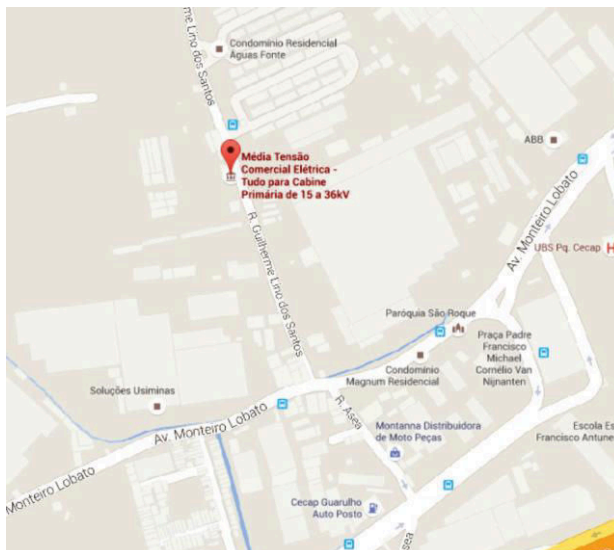 erme Lino dos Santos
Condomínio Residencial
Águas Fonte
ABB
Média Tensão
Comercial Elétrica -
Tudo para Cabine
Primária de 15 a 36kV
Av. Monteiro Lobato
UBS Pq. Cecap
H
R. Guilherme Lino dos Santos
Paróquia São Roque
Praça Padre
Francisco
Michael
Cornélio Van
Nijnanten
Condomínio
Magnum Residencial
Soluções Usiminas
R. Asea
Av. Monteiro Lobato
Montanna Distribuidora
de Moto Peças
Escola Es
Francisco Antune
Monteiro Lobato
Cecap Guarulho
Auto Posto
sea